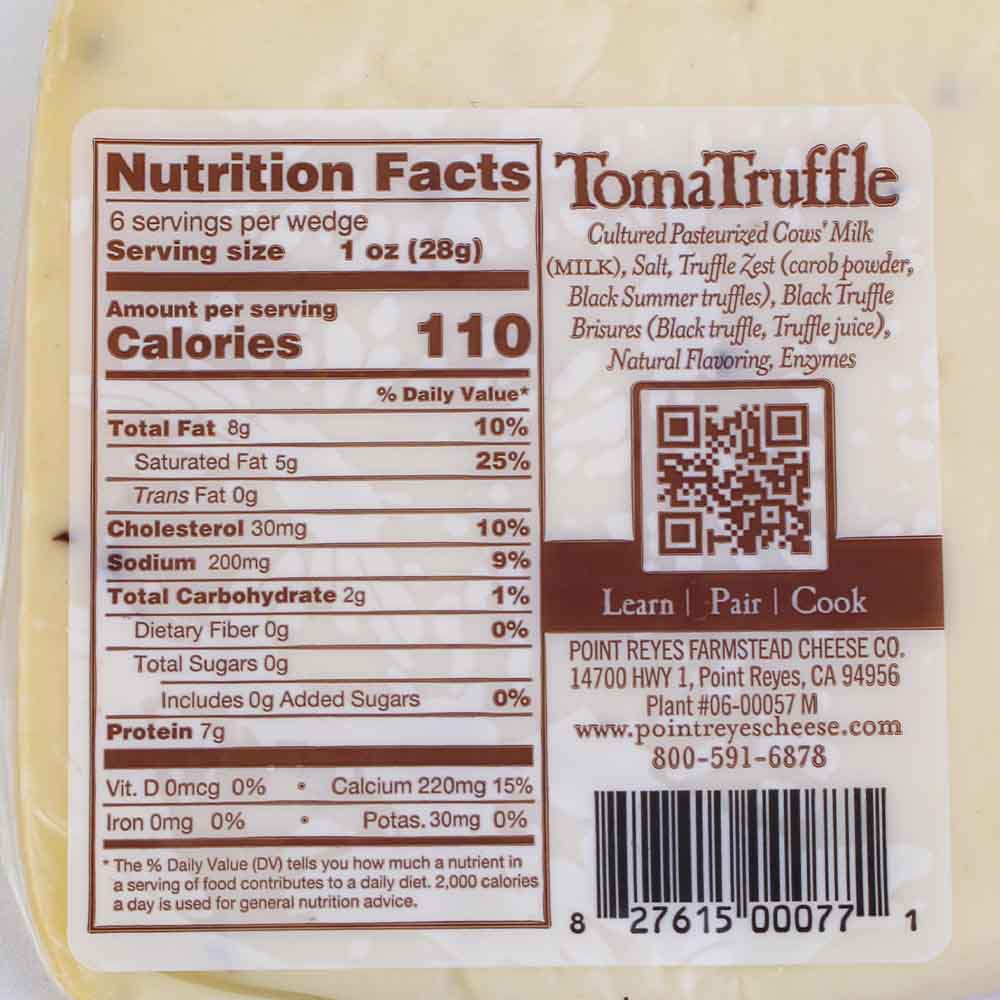 Nutrition Facts
6 servings per wedge
Serving size 1 oz (28g)
Amount per serving
Calories 110
% Daily Value*
Total Fat 8g 10%
Saturated Fat 5g 25%
Trans Fat 0g
Cholesterol 30mg 10%
Sodium 200mg 9%
Total Carbohydrate 2g 1%
Dietary Fiber 0g 0%
Total Sugars 0g
Includes 0g Added Sugars 0%
Protein 7g
Vit. D 0mcg 0% • Calcium 220mg 15%
Iron 0mg 0% • Potas. 30mg 0%
* The % Daily Value (DV) tells you how much a nutrient in
a serving of food contributes to a daily diet. 2,000 calories
a day is used for general nutrition advice.
TomaTruffle
Cultured Pasteurized Cows' Milk
(MILK), Salt, Truffle Zest (carob powder,
Black Summer truffles), Black Truffle
Brisures (Black truffle, Truffle juice),
Natural Flavoring, Enzymes
Learn | Pair | Cook
POINT REYES FARMSTEAD CHEESE CO.
14700 HWY 1, Point Reyes, CA 94956
Plant #06-00057 M
www.pointreyescheese.com
800-591-6878
8 27615 00077 1